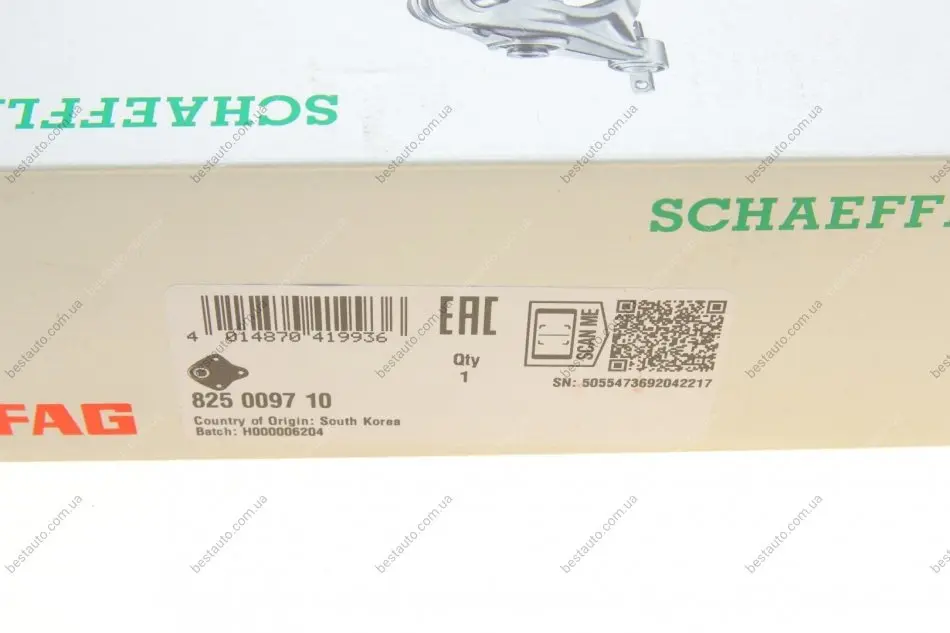 SCHAEFFL
SCHAEFF
4 014870 419936
EAC
Qty
1
SCAN ME
SN: 5055473692042217
825 0097 10
Country of Origin: South Korea
Batch: H000006204
FAG
bestauto.com.ua